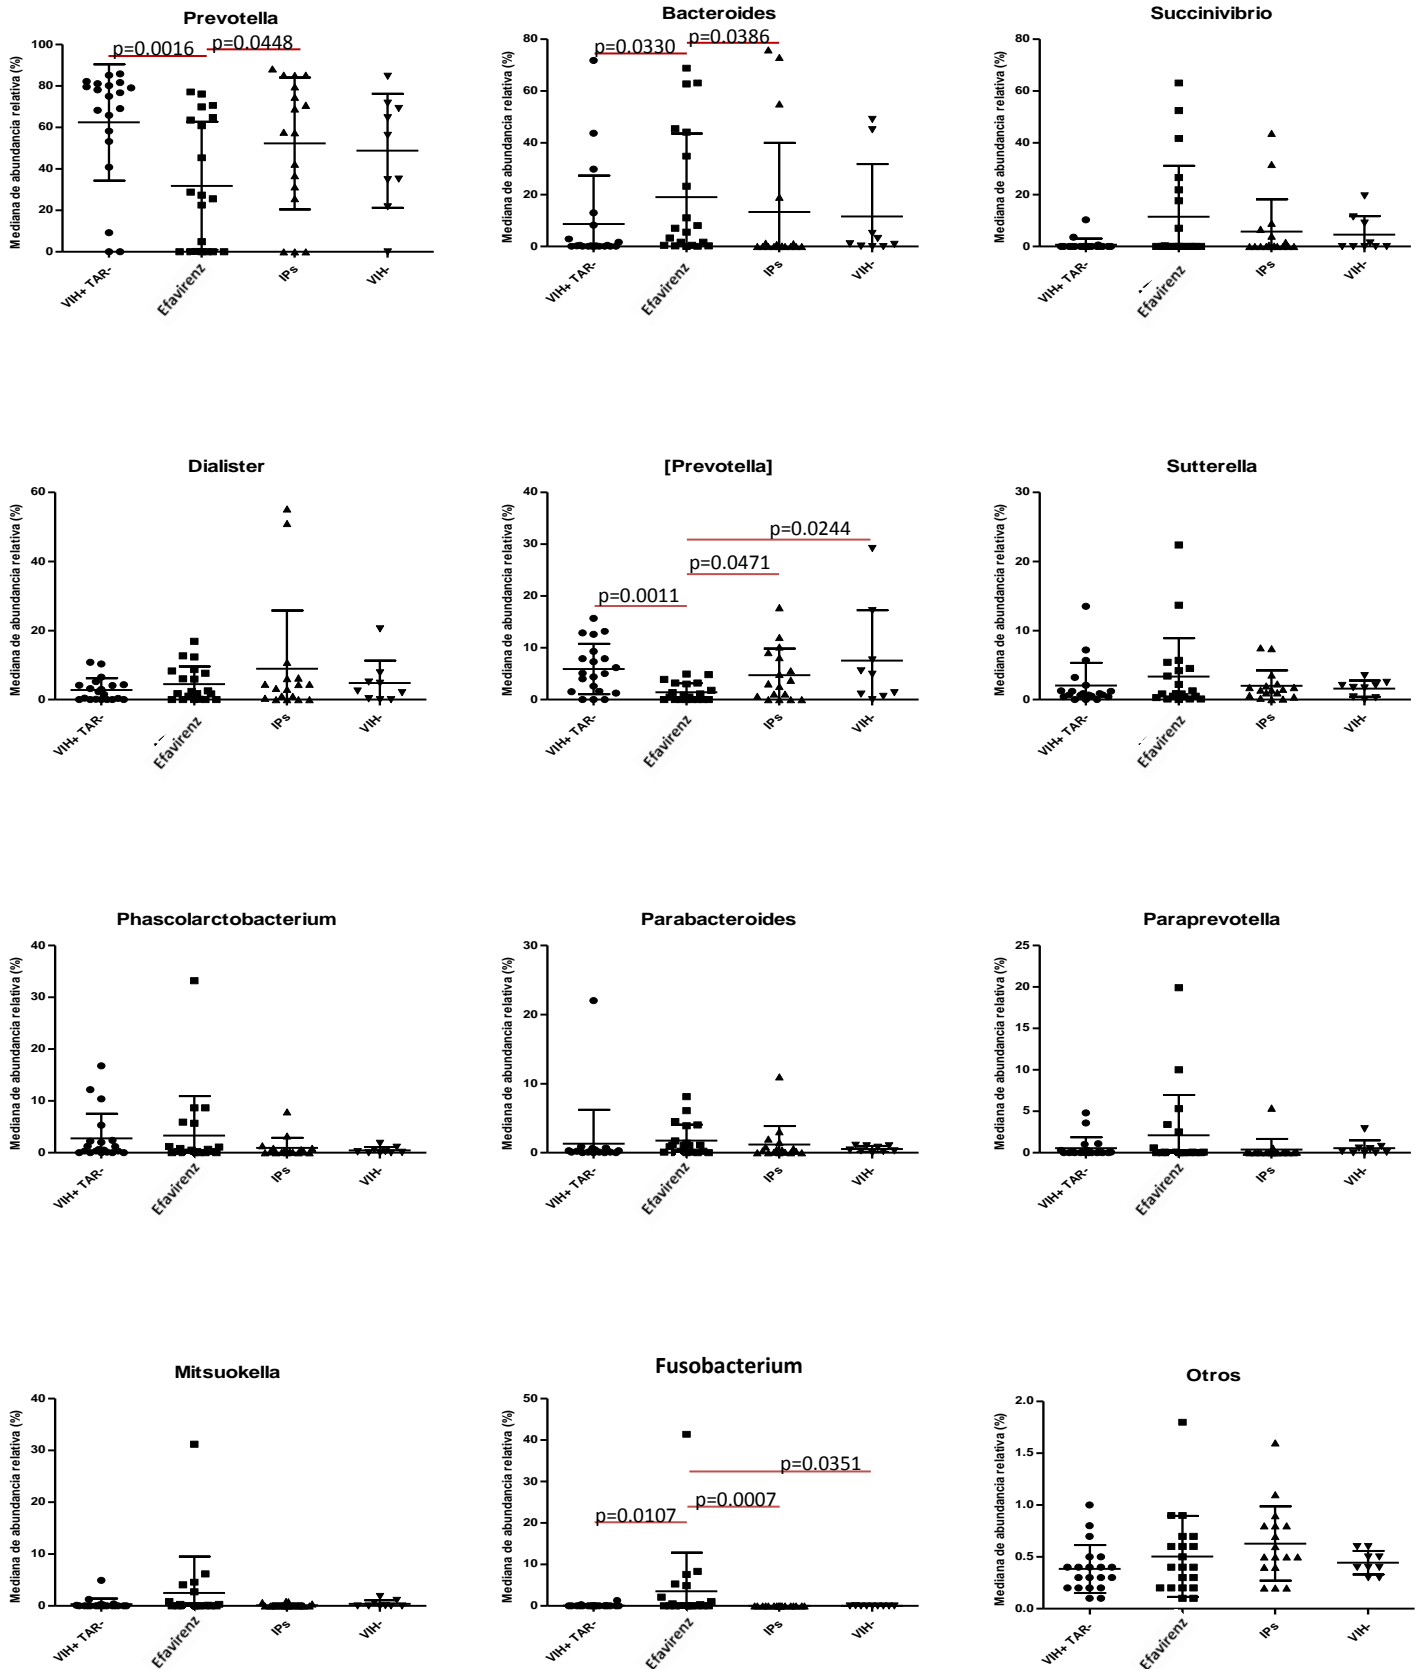 Prevotella
Mediana de abundancia relativa (%)
100
80
60
40
20
0
p=0.0016
p=0.0448
VIH+ TAR-
Efavirenz
IPs
VIH-
Bacteroides
Mediana de abundancia relativa (%)
80
60
40
20
0
p=0.0330
p=0.0386
VIH+ TAR-
Efavirenz
IPs
VIH-
Succinivibrio
Mediana de abundancia relativa (%)
80
60
40
20
0
VIH+ TAR-
Efavirenz
IPs
VIH-
Dialister
Mediana de abundancia relativa (%)
60
40
20
0
VIH+ TAR-
Efavirenz
IPs
VIH-
[Prevotella]
Mediana de abundancia relativa (%)
40
30
20
10
0
p=0.0244
p=0.0471
p=0.0011
VIH+ TAR-
Efavirenz
IPs
VIH-
Sutterella
Mediana de abundancia relativa (%)
30
20
10
0
VIH+ TAR-
Efavirenz
IPs
VIH-
Phascolarctobacterium
Mediana de abundancia relativa (%)
40
30
20
10
0
VIH+ TAR-
Efavirenz
IPs
VIH-
Parabacteroides
Mediana de abundancia relativa (%)
30
20
10
0
VIH+ TAR-
Efavirenz
IPs
VIH-
Paraprevotella
Mediana de abundancia relativa (%)
25
20
15
10
5
0
VIH+ TAR-
Efavirenz
IPs
VIH-
Mitsuokella
Mediana de abundancia relativa (%)
40
30
20
10
0
VIH+ TAR-
Efavirenz
IPs
VIH-
Fusobacterium
Mediana de abundancia relativa (%)
50
40
30
20
10
0
p=0.0351
p=0.0007
p=0.0107
VIH+ TAR-
Efavirenz
IPs
VIH-
Otros
Mediana de abundancia relativa (%)
2.0
1.5
1.0
0.5
0.0
VIH+ TAR-
Efavirenz
IPs
VIH-